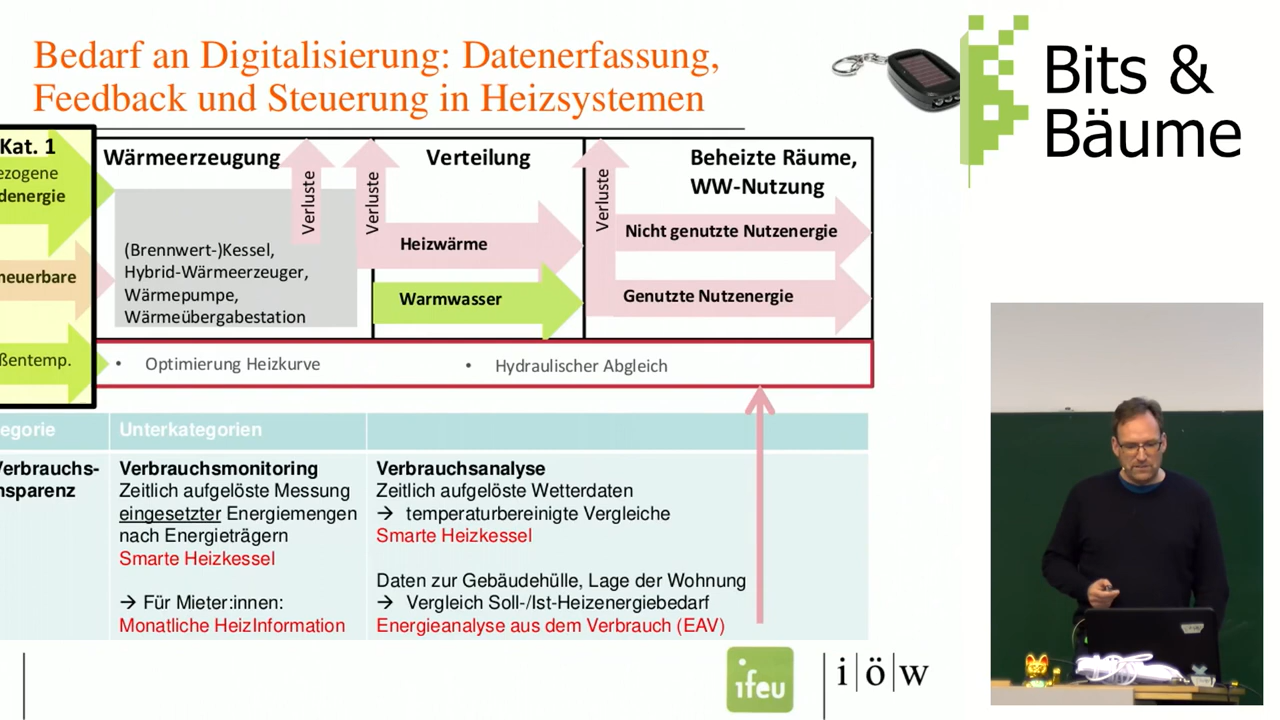 Bedarf an Digitalisierung: Datenerfassung,
Feedback und Steuerung in Heizsystemen
Bits &
Bäume
Kat. 1
ezogene
denergie
neuerbare
ßentemp.
Wärmeerzeugung
Verluste
(Brennwert-)Kessel,
Hybrid-Wärmeerzeuger,
Wärmepumpe,
Wärmeübergabestation
Verluste
Verteilung
Heizwärme
Warmwasser
Verluste
Beheizte Räume,
WW-Nutzung
Nicht genutzte Nutzenergie
Genutzte Nutzenergie
• Optimierung Heizkurve
• Hydraulischer Abgleich
egorie
Unterkategorien
Verbrauchs-
nsparenz
Verbrauchsmonitoring
Zeitlich aufgelöste Messung
eingesetzter Energiemengen
nach Energieträgern
Smarte Heizkessel
→ Für Mieter:innen:
Monatliche HeizInformation
Verbrauchsanalyse
Zeitlich aufgelöste Wetterdaten
→ temperaturbereinigte Vergleiche
Smarte Heizkessel
Daten zur Gebäudehülle, Lage der Wohnung
→ Vergleich Soll-/Ist-Heizenergiebedarf
Energieanalyse aus dem Verbrauch (EAV)
ifeu
i|ö|w